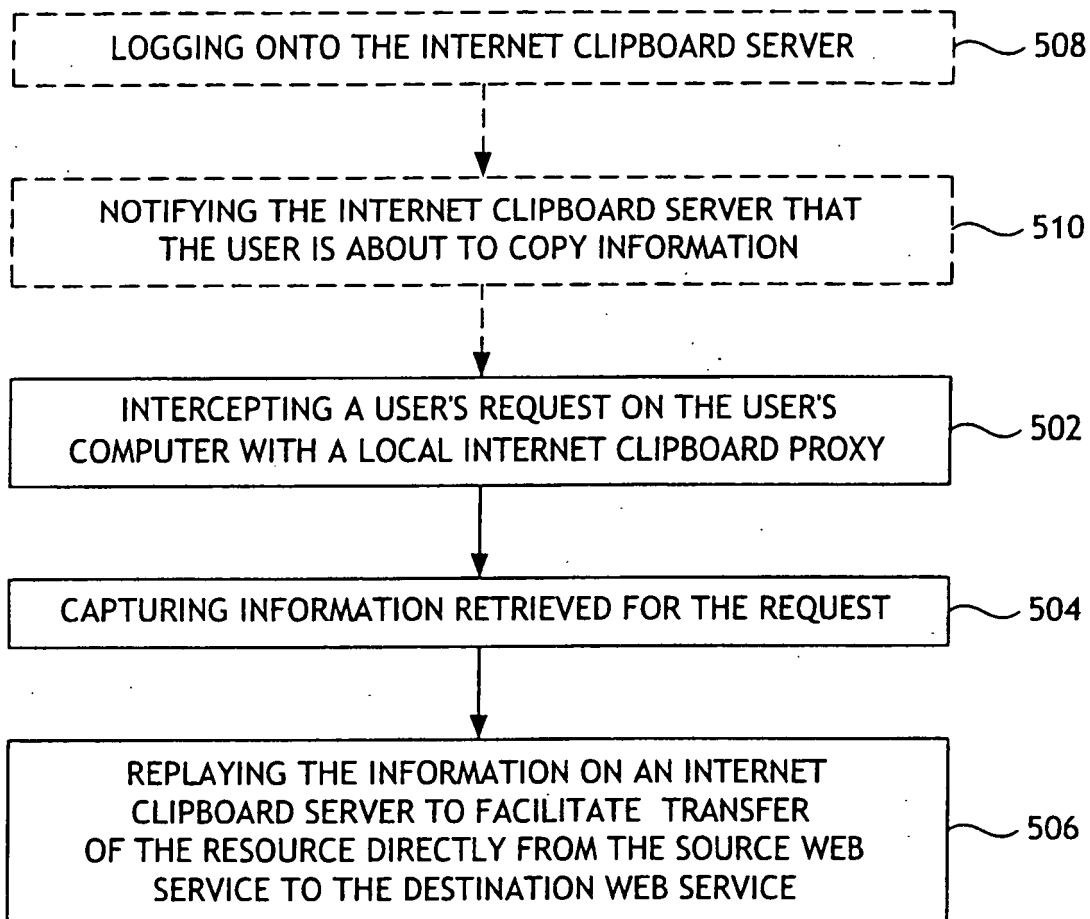 LOGGING ONTO THE INTERNET CLIPBOARD SERVER
508
NOTIFYING THE INTERNET CLIPBOARD SERVER THAT
THE USER IS ABOUT TO COPY INFORMATION
510
INTERCEPTING A USER'S REQUEST ON THE USER'S
COMPUTER WITH A LOCAL INTERNET CLIPBOARD PROXY
502
CAPTURING INFORMATION RETRIEVED FOR THE REQUEST
504
REPLAYING THE INFORMATION ON AN INTERNET
CLIPBOARD SERVER TO FACILITATE TRANSFER
OF THE RESOURCE DIRECTLY FROM THE SOURCE WEB
SERVICE TO THE DESTINATION WEB SERVICE
506